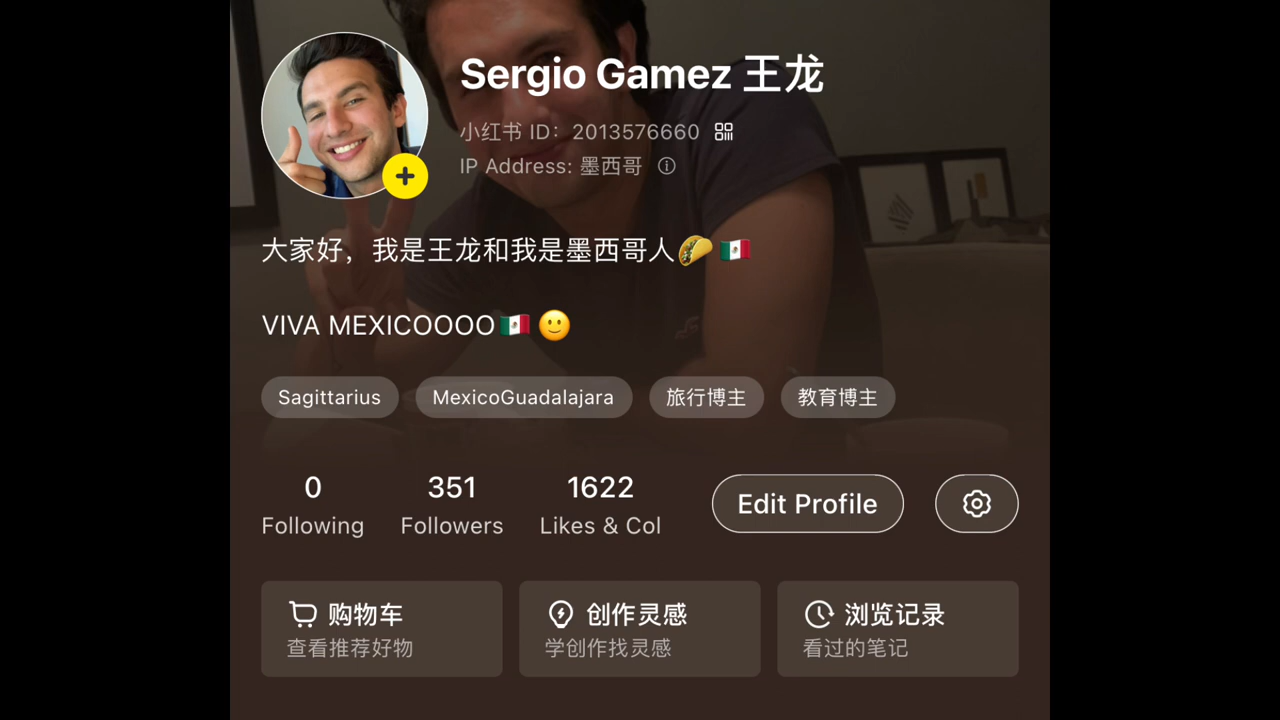 Sergio Gamez 王龙
小红书 ID：2013576660
IP Address: 墨西哥
大家好，我是王龙和我是墨西哥人🌮🇲🇽
VIVA MEXICOOOO🇲🇽🙂
Sagittarius MexicoGuadalajara 旅行博主 教育博主
0 351 1622
Following Followers Likes & Col Edit Profile
购物车 创作灵感 浏览记录
查看推荐好物 学创作找灵感 看过的笔记